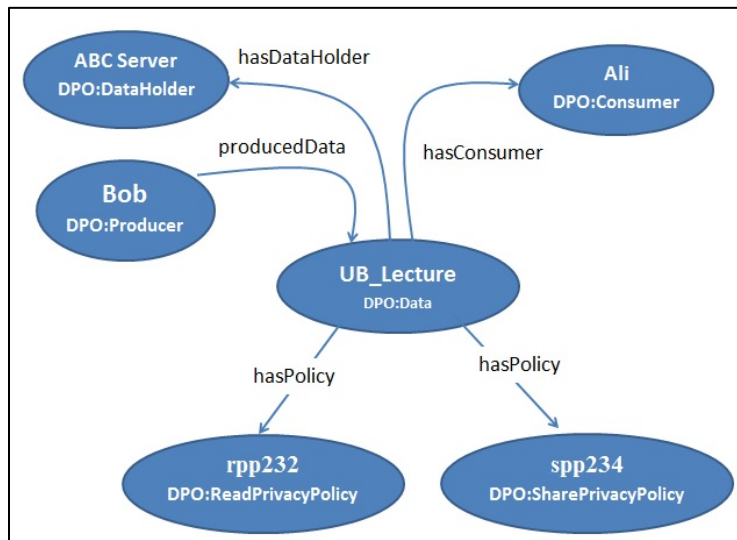 ABC Server
DPO:DataHolder
hasDataHolder
Ali
DPO:Consumer
producedData
hasConsumer
Bob
DPO:Producer
UB_Lecture
DPO:Data
hasPolicy
hasPolicy
rpp232
DPO:ReadPrivacyPolicy
spp234
DPO:SharePrivacyPolicy